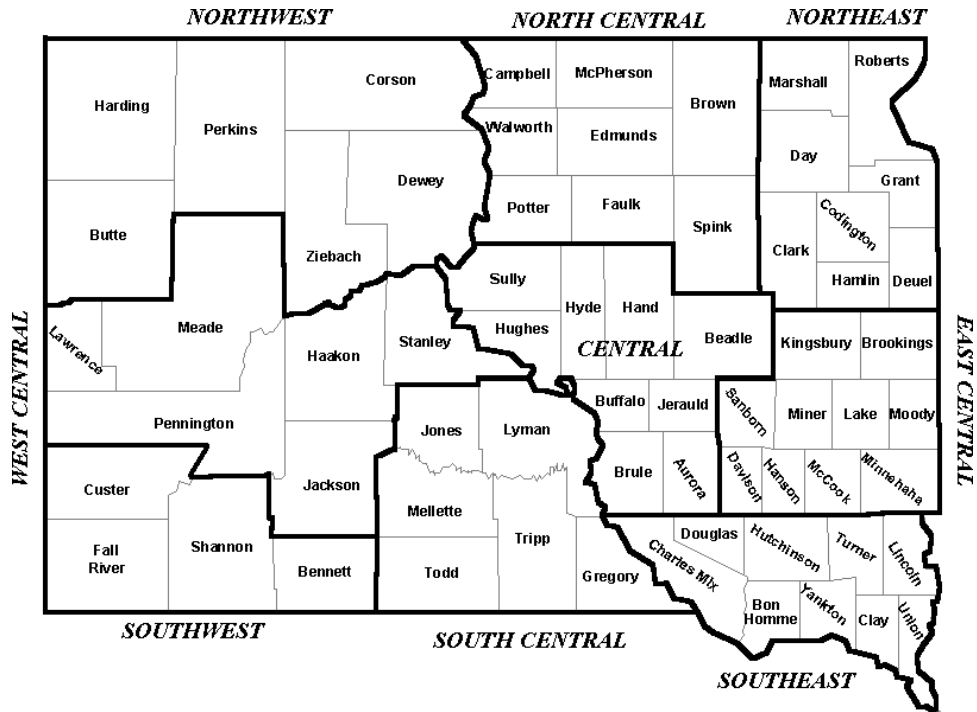 NORTHWEST
NORTH CENTRAL
NORTHEAST
Harding
Perkins
Corson
Campbell
McPherson
Brown
Marshall
Roberts
Walworth
Edmunds
Day
Dewey
Grant
Butte
Ziebach
Potter
Faulk
Spink
Clark
Codington
Hamlin
Deuel
WEST CENTRAL
Lawrence
Meade
Haakon
Stanley
Sully
Hughes
Hyde
Hand
CENTRAL
Beadle
Kingsbury
Brookings
EAST CENTRAL
Pennington
Jackson
Jones
Lyman
Buffalo
Jerauld
Sanborn
Miner
Lake
Moody
Brule
Aurora
Davison
Hanson
McCook
Minnehaha
Custer
Fall
River
Shannon
Bennett
Mellette
Todd
Tripp
Gregory
Charles Mix
Douglas
Hutchinson
Turner
Lincoln
Bon
Homme
Yankton
Clay
Union
SOUTHWEST
SOUTH CENTRAL
SOUTHEAST